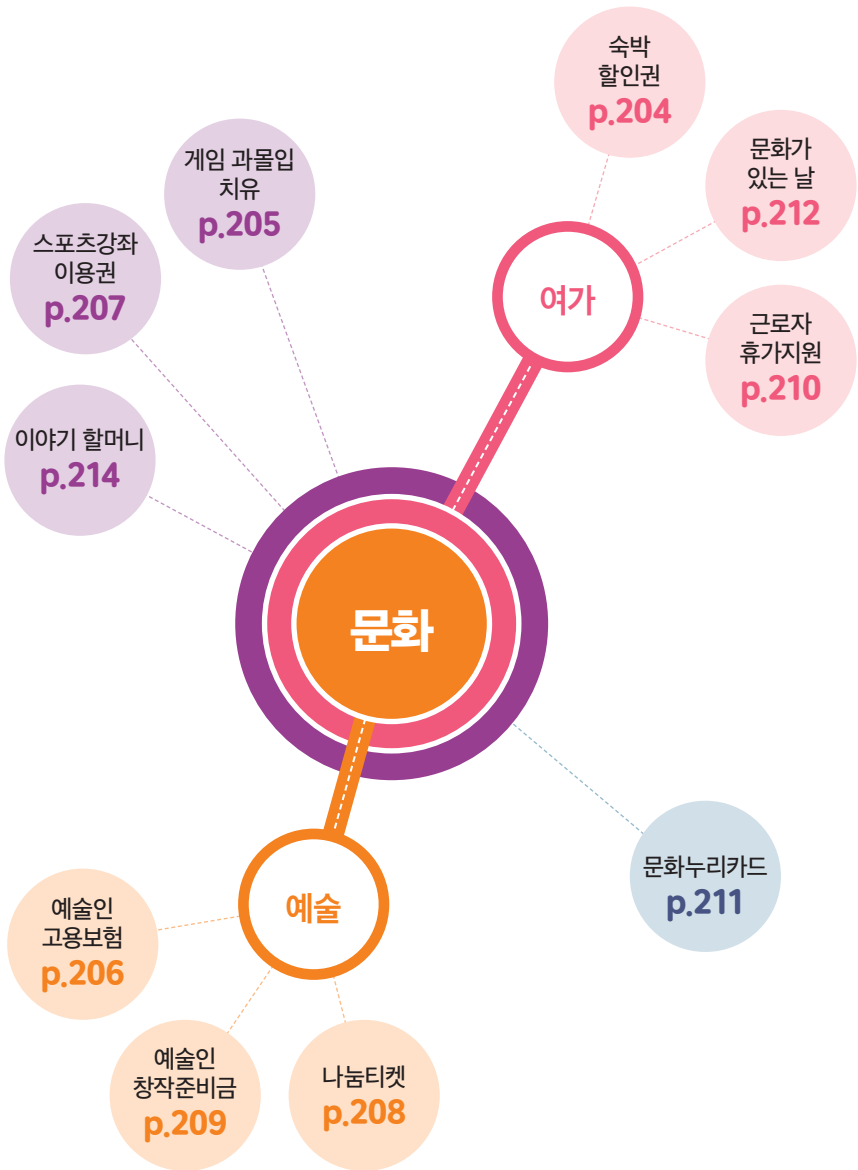 숙박
할인권
p.204
문화가
있는 날
p.212
근로자
휴가지원
p.210
여가
게임 과몰입
치유
p.205
스포츠강좌
이용권
p.207
이야기 할머니
p.214
문화
문화누리카드
p.211
예술
예술인
고용보험
p.206
예술인
창작준비금
p.209
나눔티켓
p.208